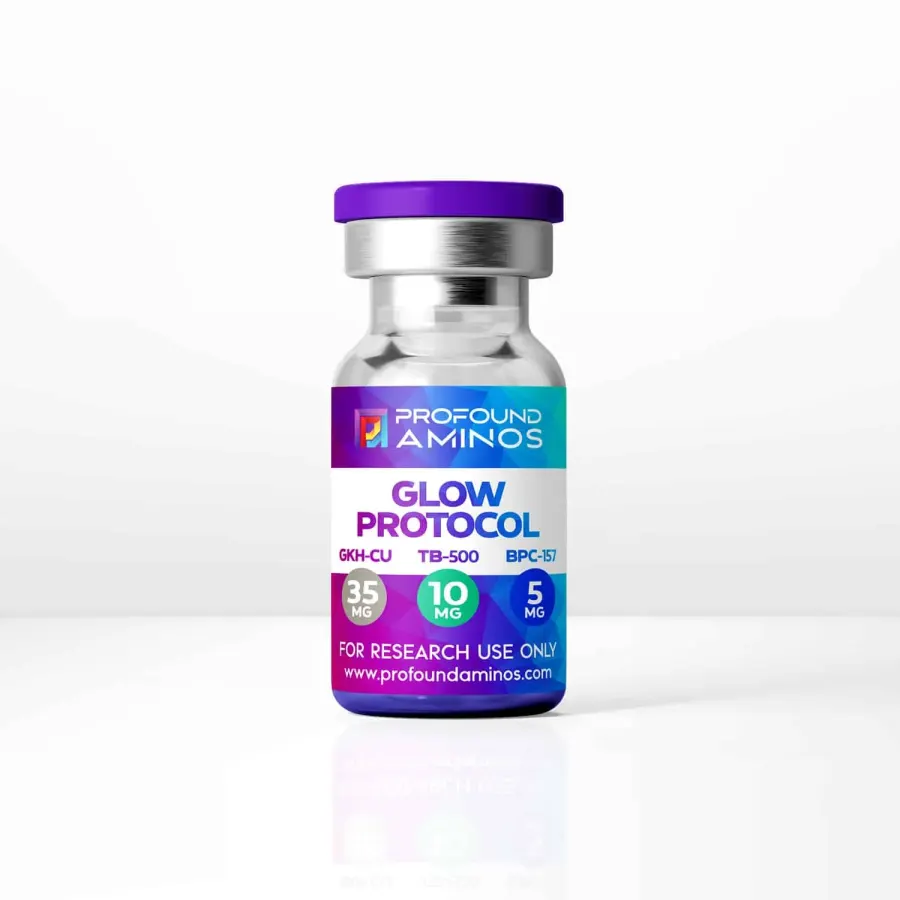 PROFOUND
AMINOS
GLOW
PROTOCOL
GKH-CU TB-500 BPC-157
35 MG 10 MG 5 MG
FOR RESEARCH USE ONLY
www.profoundaminos.com